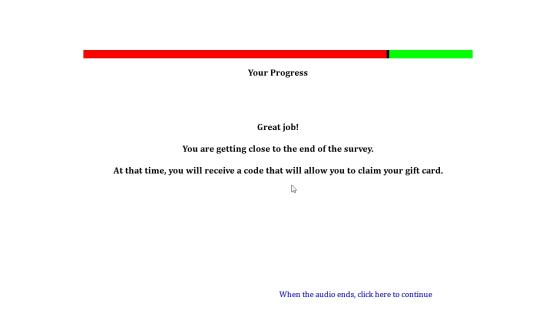 Your Progress
Great job!
You are getting close to the end of the survey.
At that time, you will receive a code that will allow you to claim your gift card.
When the audio ends, click here to continue